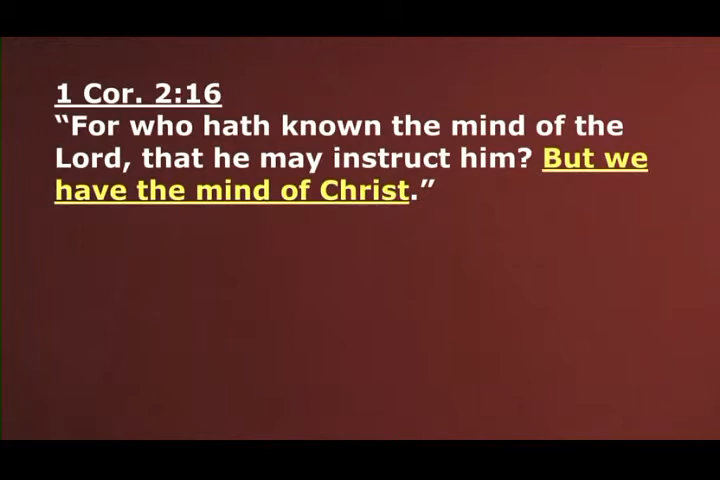 1 Cor. 2:16
“For who hath known the mind of the
Lord, that he may instruct him? But we
have the mind of Christ.”